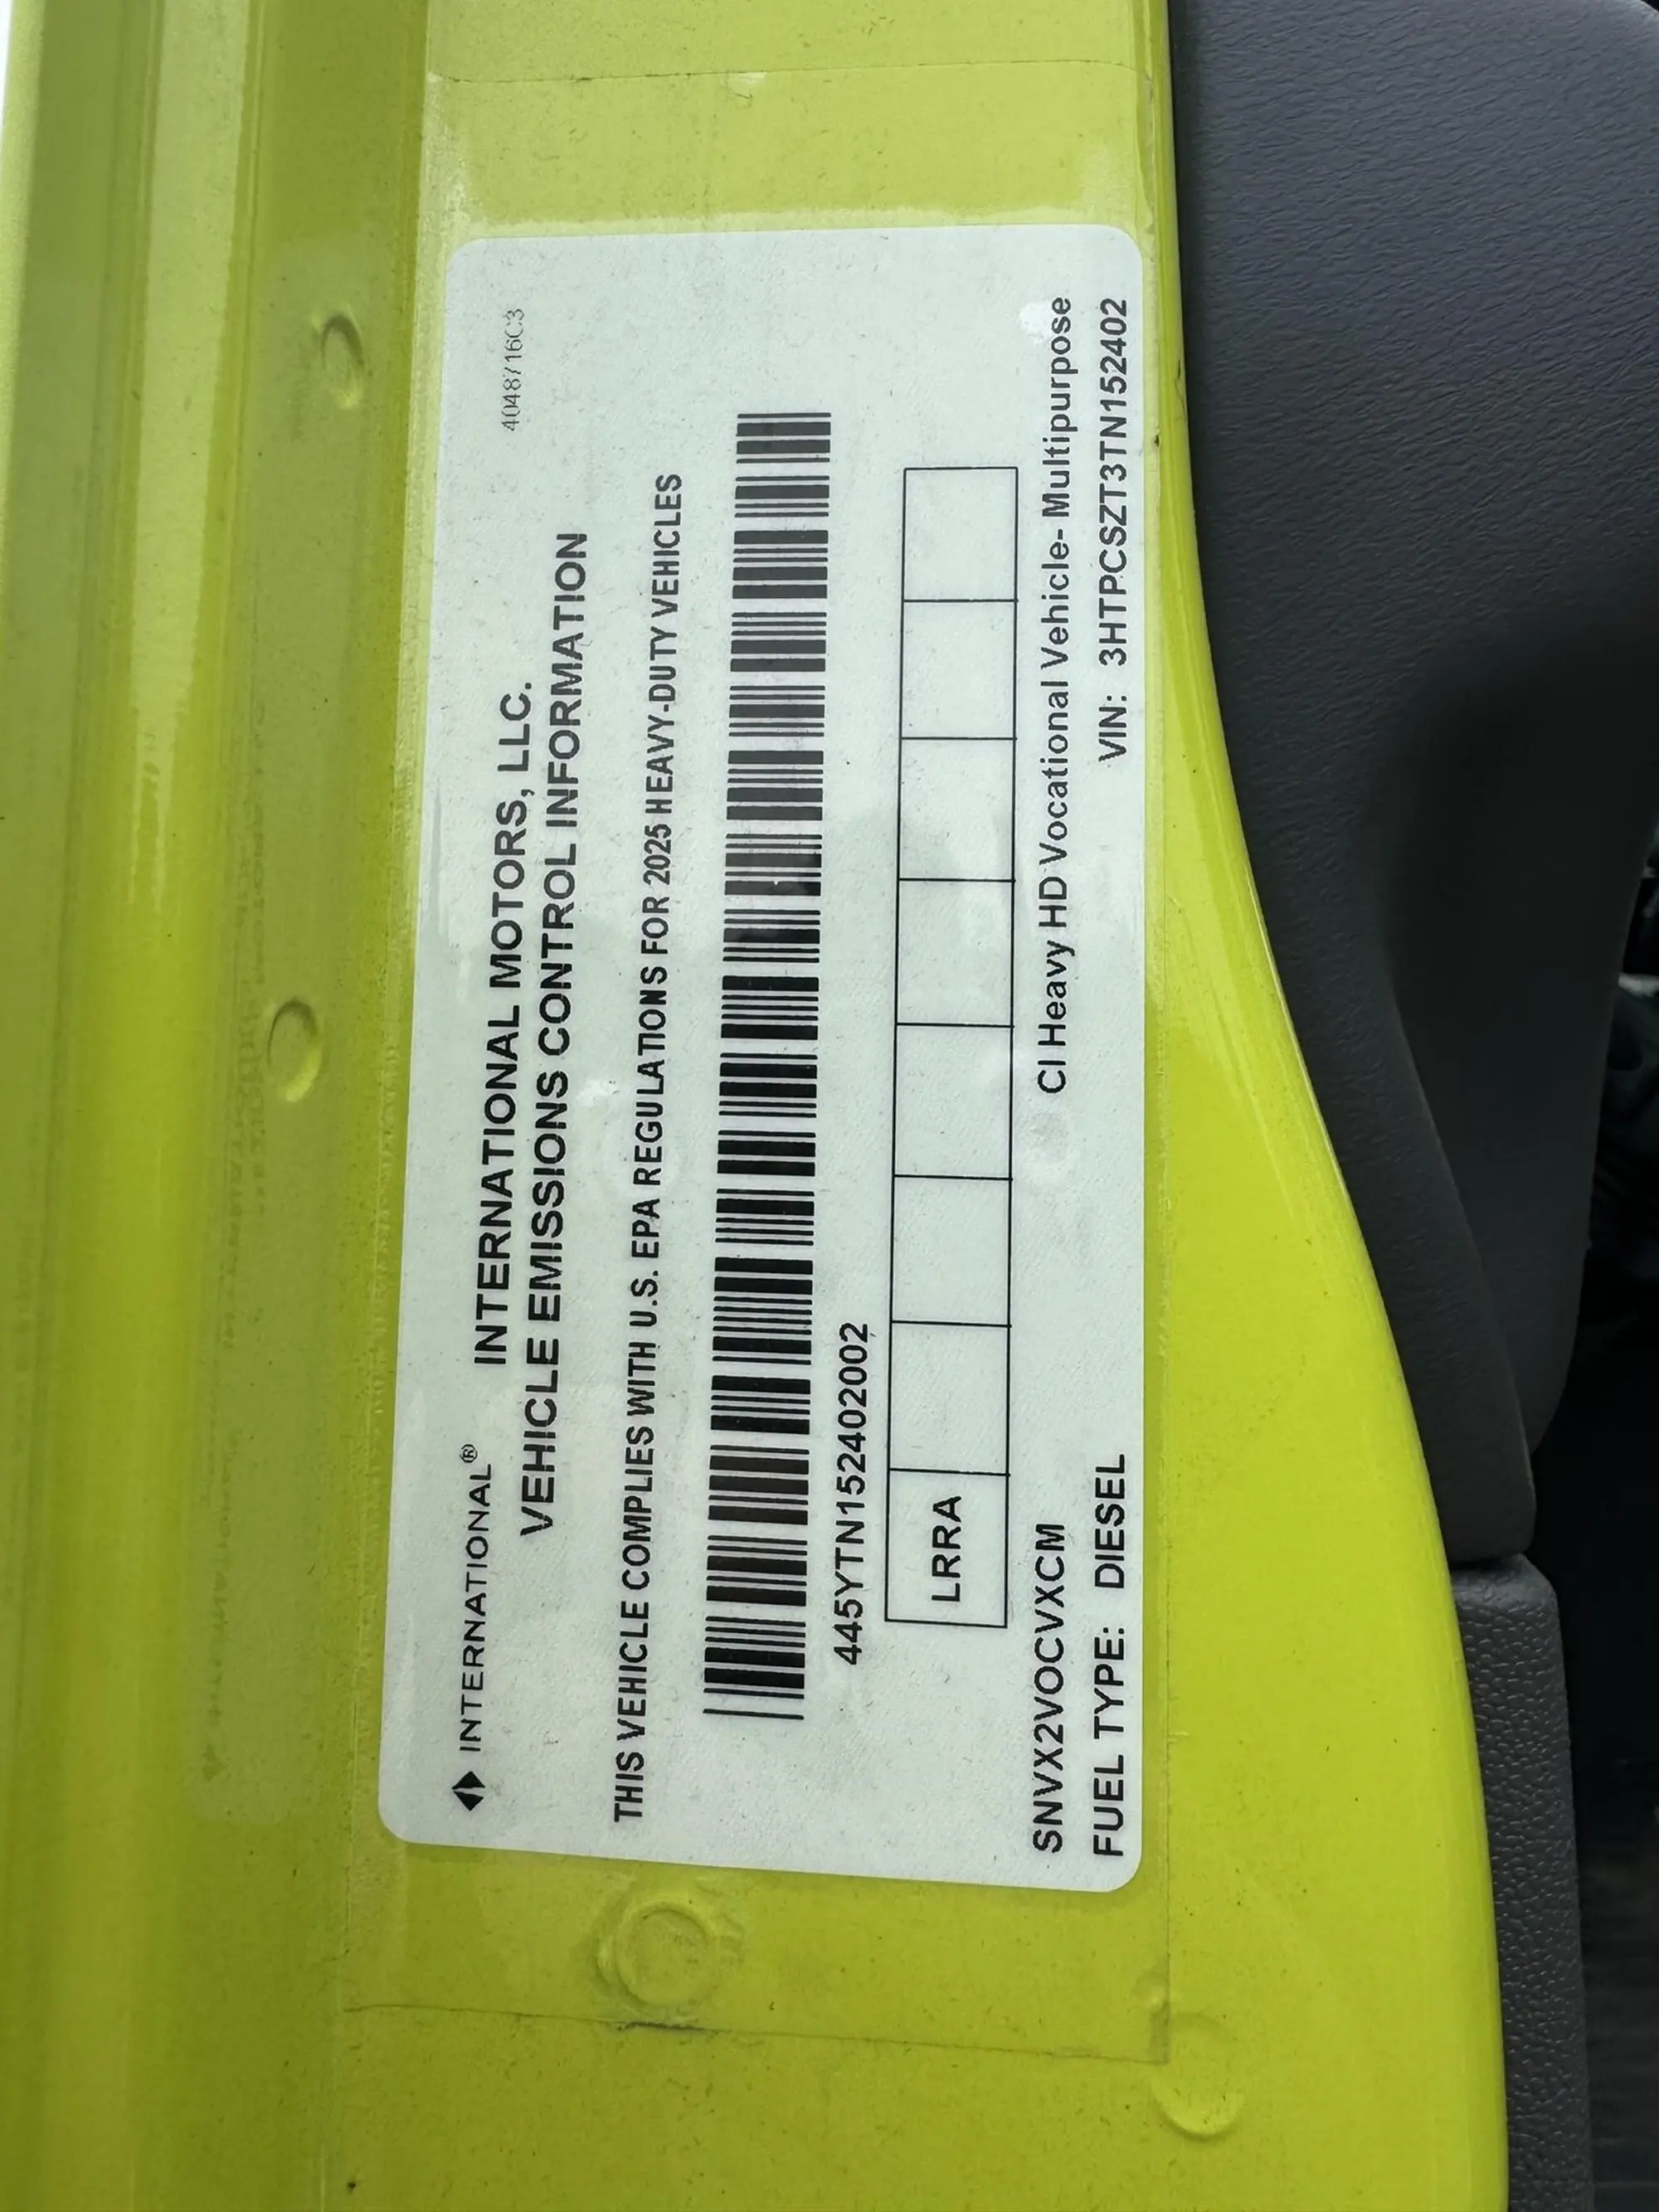 4048716C3
INTERNATIONAL®
INTERNATIONAL MOTORS, LLC.
VEHICLE EMISSIONS CONTROL INFORMATION
THIS VEHICLE COMPLIES WITH U.S. EPA REGULATIONS FOR 2025 HEAVY-DUTY VEHICLES
445YTN152402002
LRRA
SNVX2VOCVXCM
CI Heavy HD Vocational Vehicle- Multipurpose
FUEL TYPE: DIESEL
VIN: 3HTPCSZT3TN152402